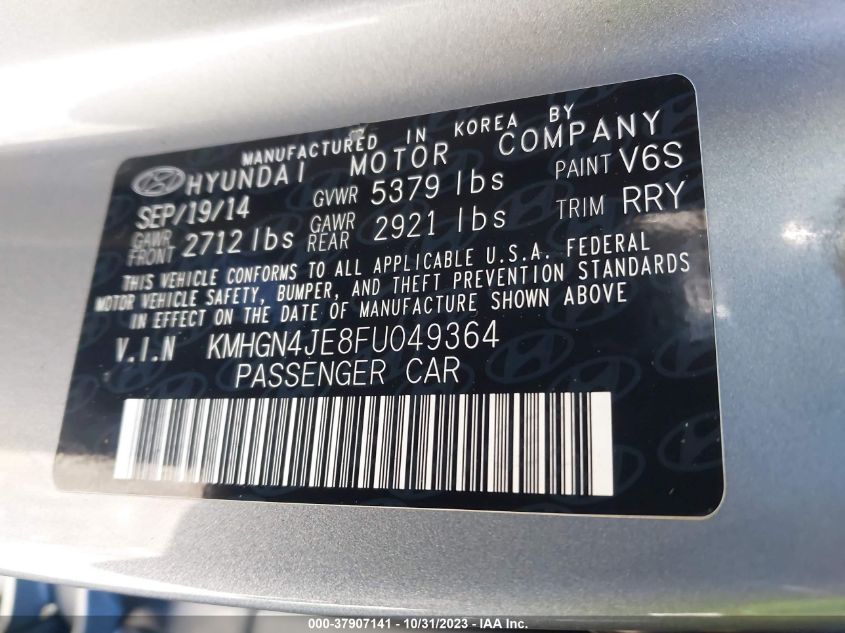 MANUFACTURED IN KOREA BY
HYUNDAI MOTOR COMPANY
SEP/19/14 GVWR 5379 lbs PAINT V6S
GAWR FRONT 2712 lbs GAWR REAR 2921 lbs TRIM RRY
THIS VEHICLE CONFORMS TO ALL APPLICABLE U.S.A. FEDERAL
MOTOR VEHICLE SAFETY, BUMPER, AND THEFT PREVENTION STANDARDS
IN EFFECT ON THE DATE OF MANUFACTURE SHOWN ABOVE
V.I.N KMHGN4JE8FU049364
PASSENGER CAR
000-37907141 - 10/31/2023 - IAA Inc.